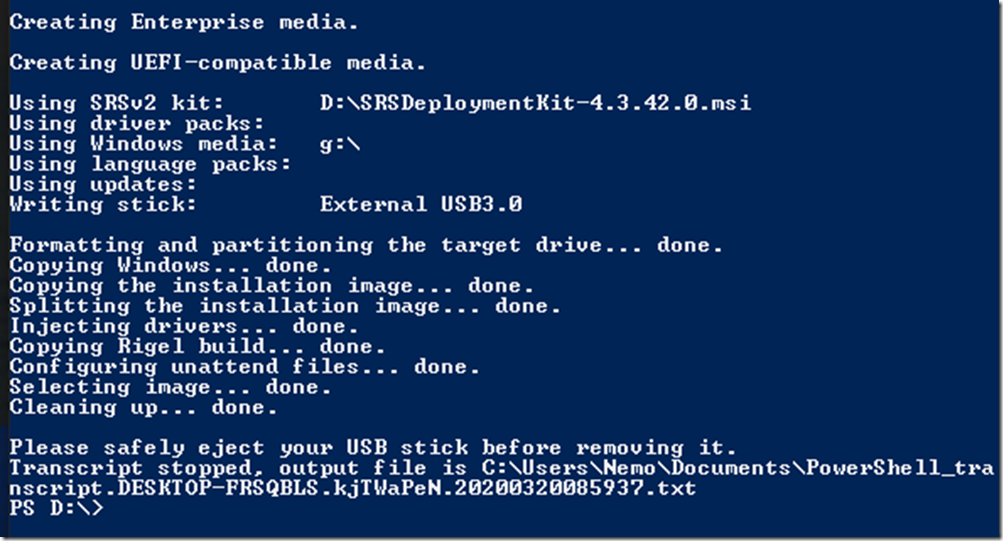 Creating Enterprise media.
Creating UEFI-compatible media.
Using SRSv2 kit: D:\SRSDeploymentKit-4.3.42.0.msi
Using driver packs:
Using Windows media: g:\
Using language packs:
Using updates:
Writing stick: External USB3.0
Formatting and partitioning the target drive... done.
Copying Windows... done.
Copying the installation image... done.
Splitting the installation image... done.
Injecting drivers... done.
Copying Rigel build... done.
Configuring unattend files... done.
Selecting image... done.
Cleaning up... done.
Please safely eject your USB stick before removing it.
Transcript stopped, output file is C:\Users\Nemo\Documents\PowerShell_tra
nscript.DESKTOP-FRSQBLS.kjTWaPeN.20200320085937.txt
PS D:\>